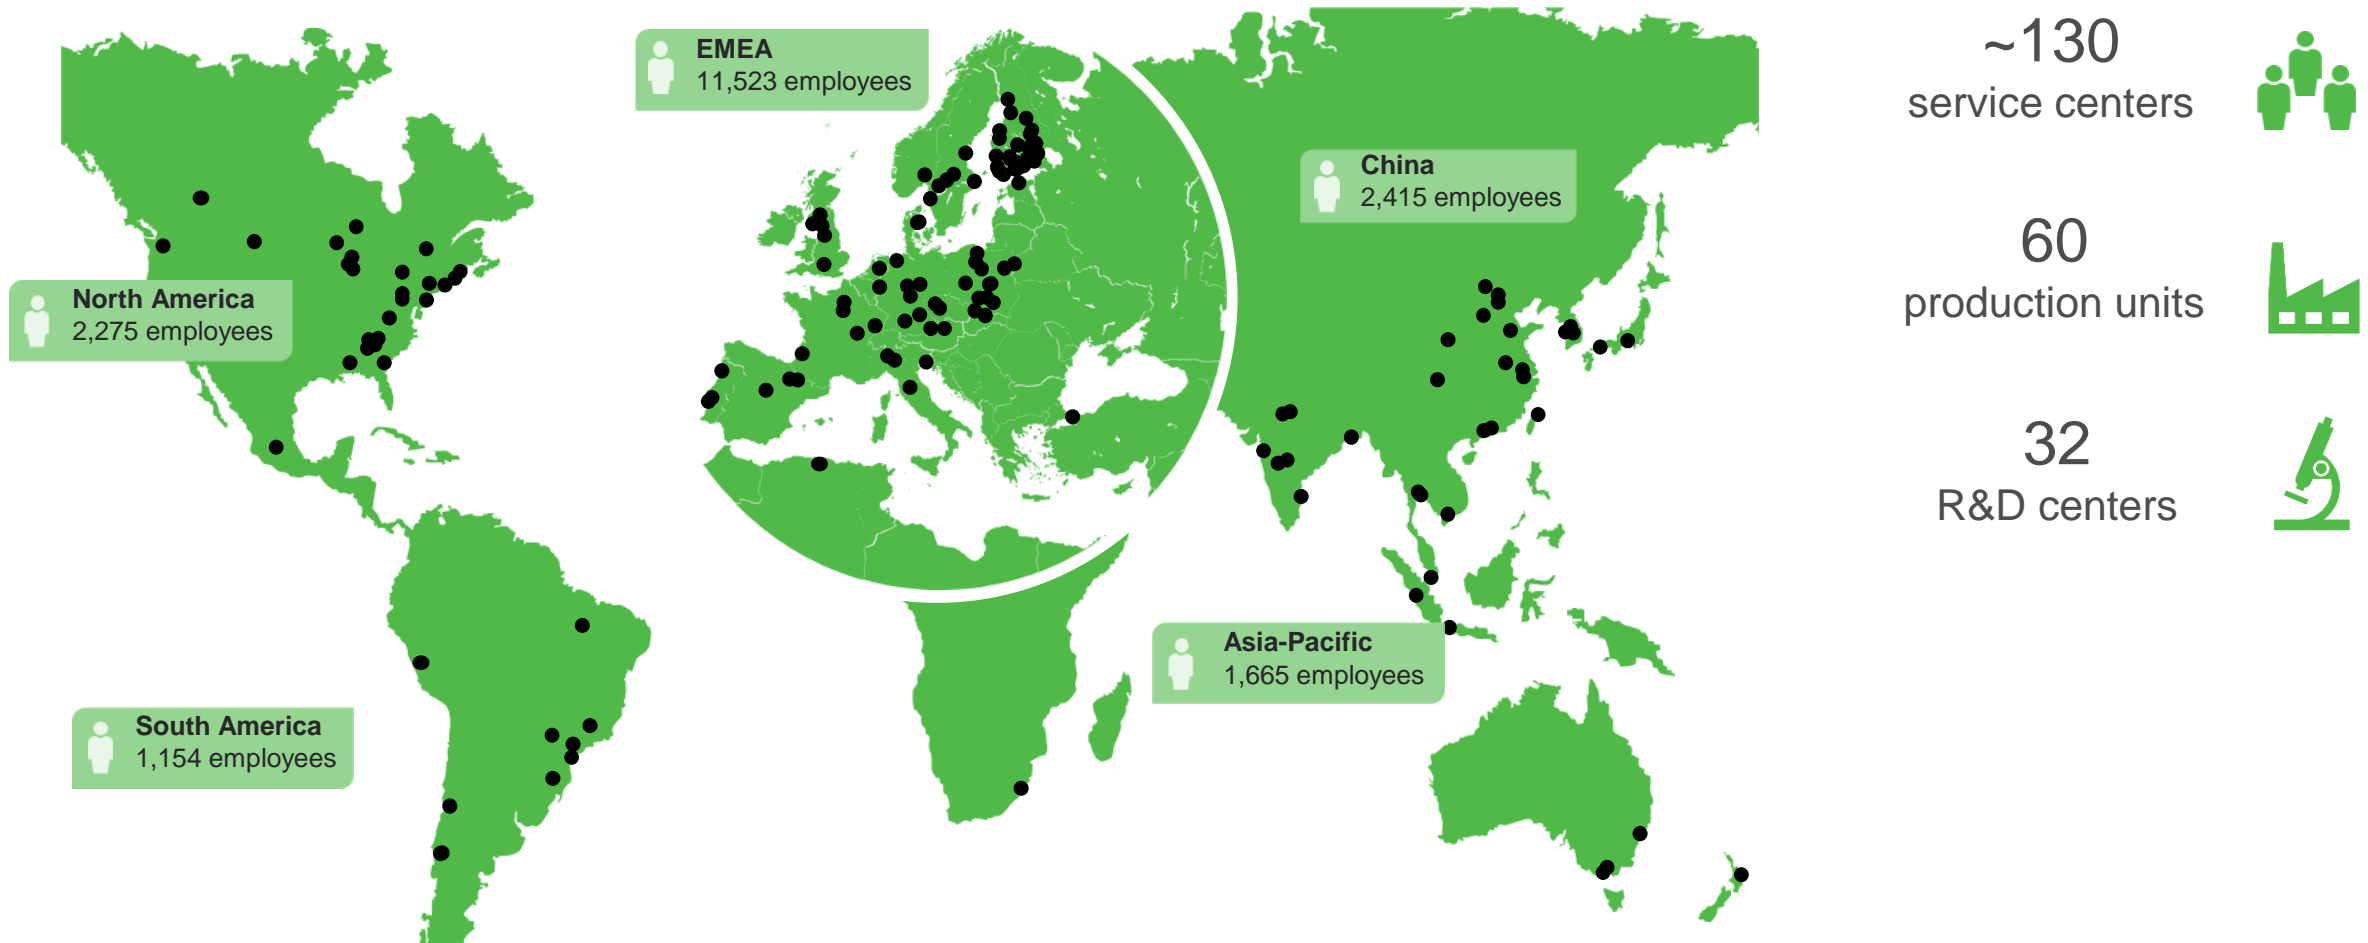 EMEA
11,523 employees
China
2,415 employees
North America
2,275 employees
Asia-Pacific
1,665 employees
South America
1,154 employees
~130
service centers
60
production units
32
R&D centers